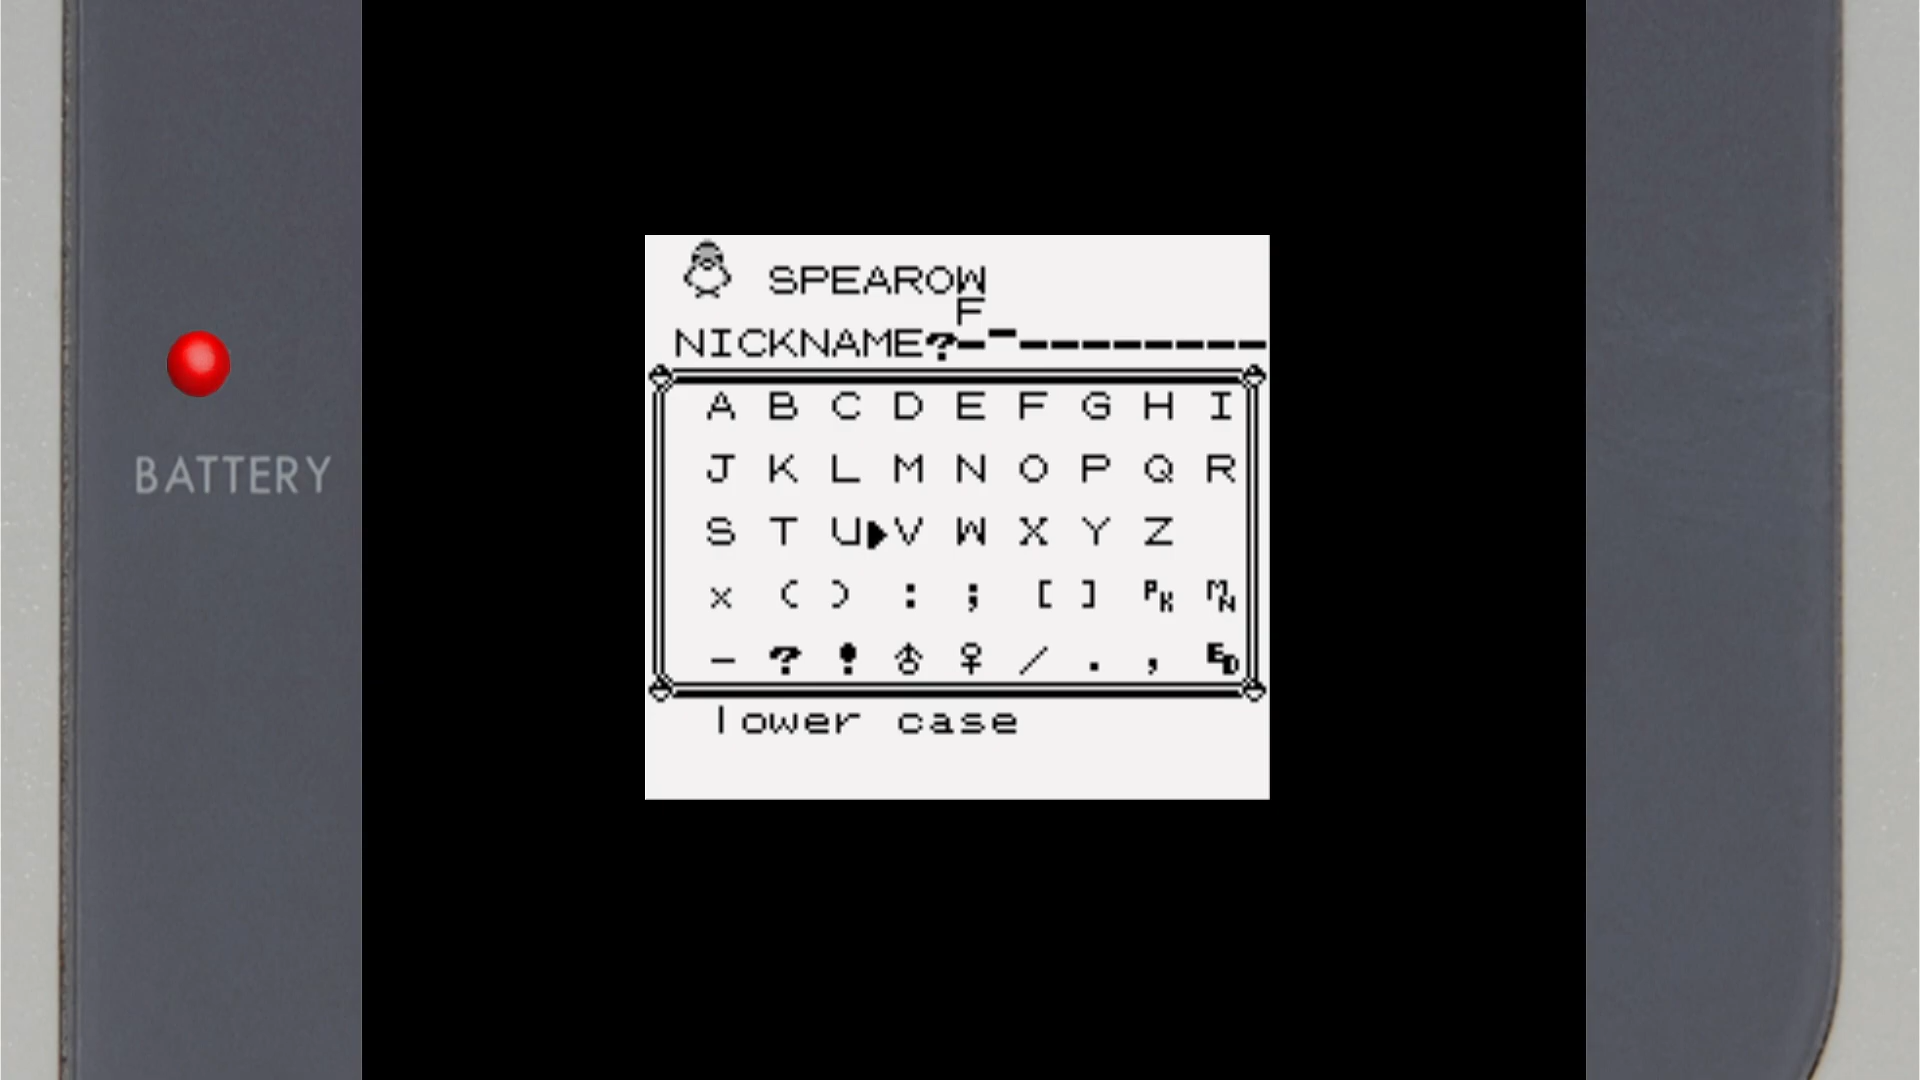 SPEAROW
F
NICKNAME?
A B C D E F G H I
J K L M N O P Q R
S T U ▶V W X Y Z
× ( ) : ; [ ] PK MN
- ? ! ♂ ♀ / . , ED
lower case
BATTERY